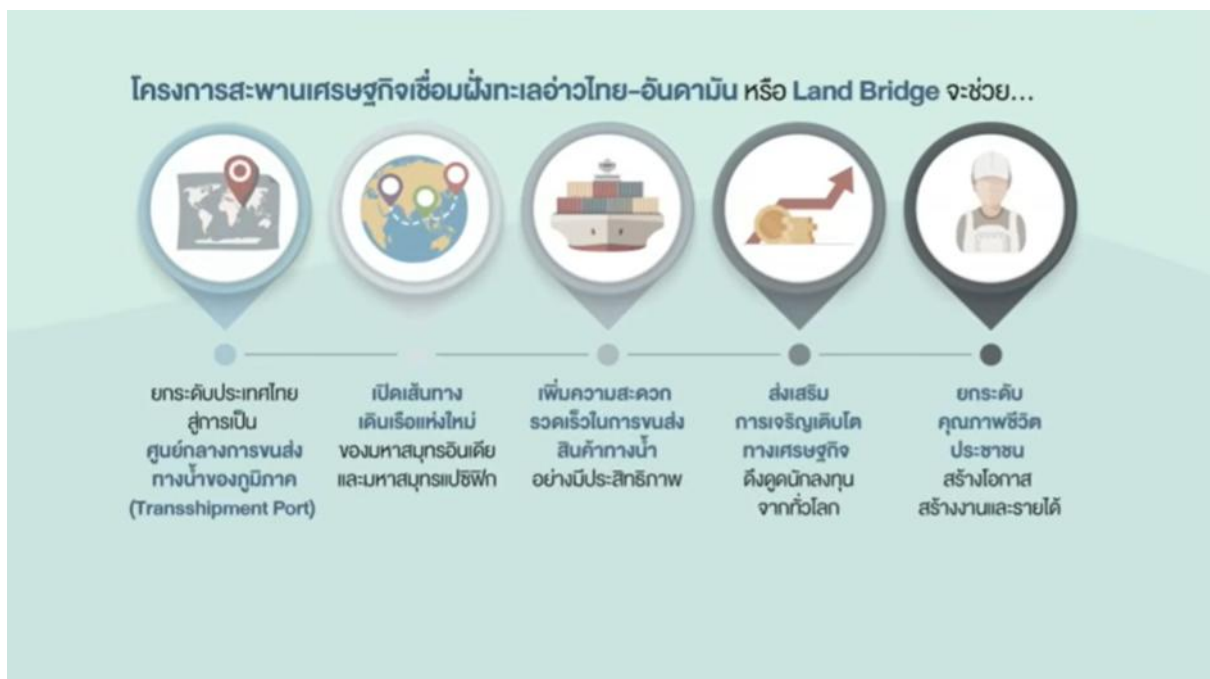 โครงการสะพานเศรษฐกิจเชื่อมฝั่งทะเลอ่าวไทย-อันดามัน หรือ Land Bridge จะช่วย...
ยกระดับประเทศไทย
สู่การเป็น
ศูนย์กลางการขนส่ง
ทางน้ำของภูมิภาค
(Transshipment Port)
เปิดเส้นทาง
เดินเรือแห่งใหม่
ของมหาสมุทรอินเดีย
และมหาสมุทรแปซิฟิก
เพิ่มความสะดวก
รวดเร็วในการขนส่ง
สินค้าทางน้ำ
อย่างมีประสิทธิภาพ
ส่งเสริม
การเจริญเติบโต
ทางเศรษฐกิจ
ดึงดูดนักลงทุน
จากทั่วโลก
ยกระดับ
คุณภาพชีวิต
ประชาชน
สร้างโอกาส
สร้างงานและรายได้